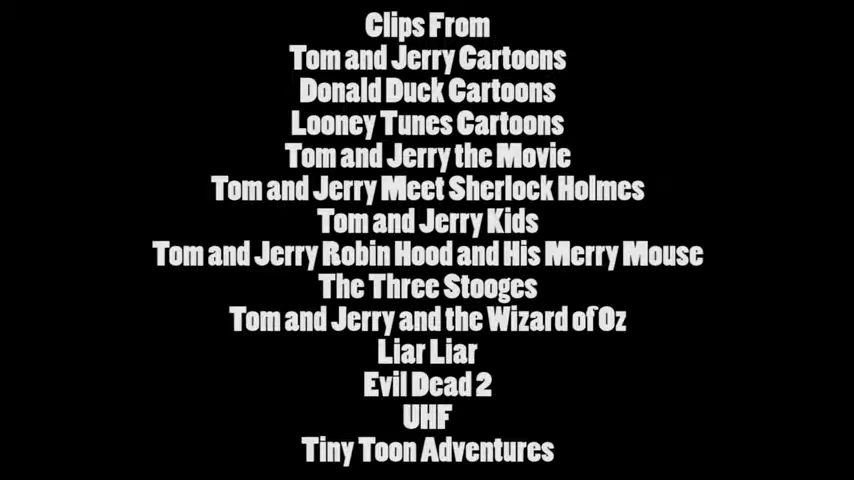 Clips From
Tom and Jerry Cartoons
Donald Duck Cartoons
Looney Tunes Cartoons
Tom and Jerry the Movie
Tom and Jerry Meet Sherlock Holmes
Tom and Jerry Kids
Tom and Jerry Robin Hood and His Merry Mouse
The Three Stooges
Tom and Jerry and the Wizard of Oz
Liar Liar
Evil Dead 2
UHF
Tiny Toon Adventures